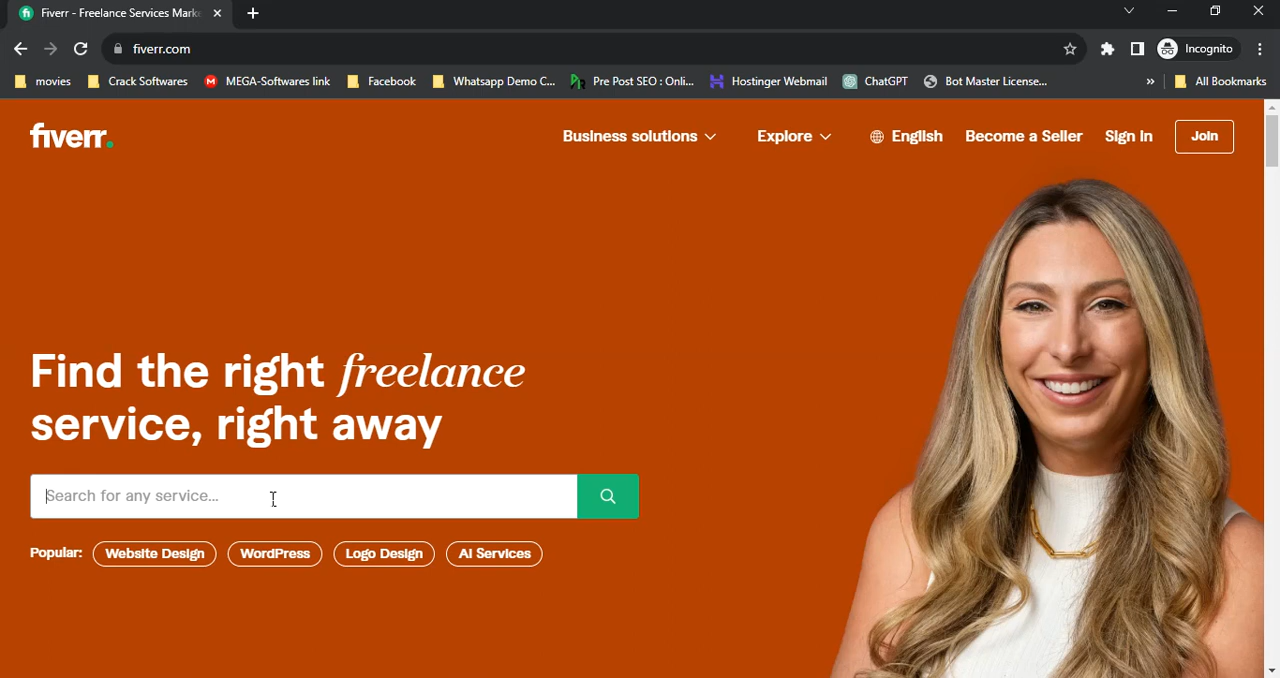 Fiverr - Freelance Services Mark
fiverr.com
Incognito
movies
Crack Softwares
MEGA-Softwares link
Facebook
Whatsapp Demo C...
Pre Post SEO : Onli...
Hostinger Webmail
ChatGPT
Bot Master License...
»
All Bookmarks
fiverr.
Business solutions
Explore
English
Become a Seller
Sign in
Join
Find the right freelance
service, right away
Search for any service...
Popular:
Website Design
WordPress
Logo Design
AI Services